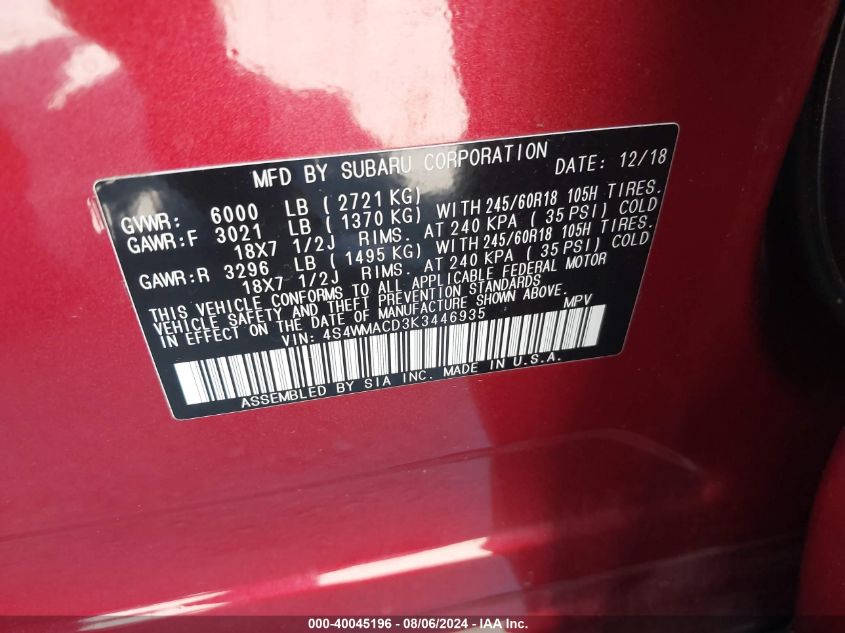 MFD BY SUBARU CORPORATION DATE: 12/18
GVWR: 6000 LB ( 2721 KG)
GAWR:F 3021 LB ( 1370 KG) WITH 245/60R18 105H TIRES.
18X7 1/2J RIMS. AT 240 KPA ( 35 PSI) COLD
GAWR:R 3296 LB ( 1495 KG) WITH 245/60R18 105H TIRES.
18X7 1/2J RIMS. AT 240 KPA ( 35 PSI) COLD
THIS VEHICLE CONFORMS TO ALL APPLICABLE FEDERAL MOTOR
VEHICLE SAFETY AND THEFT PREVENTION STANDARDS
IN EFFECT ON THE DATE OF MANUFACTURE SHOWN ABOVE.
VIN: 4S4WMACD3K3446935 MPV
ASSEMBLED BY SIA INC. MADE IN U.S.A.
000-40045196 - 08/06/2024 - IAA Inc.